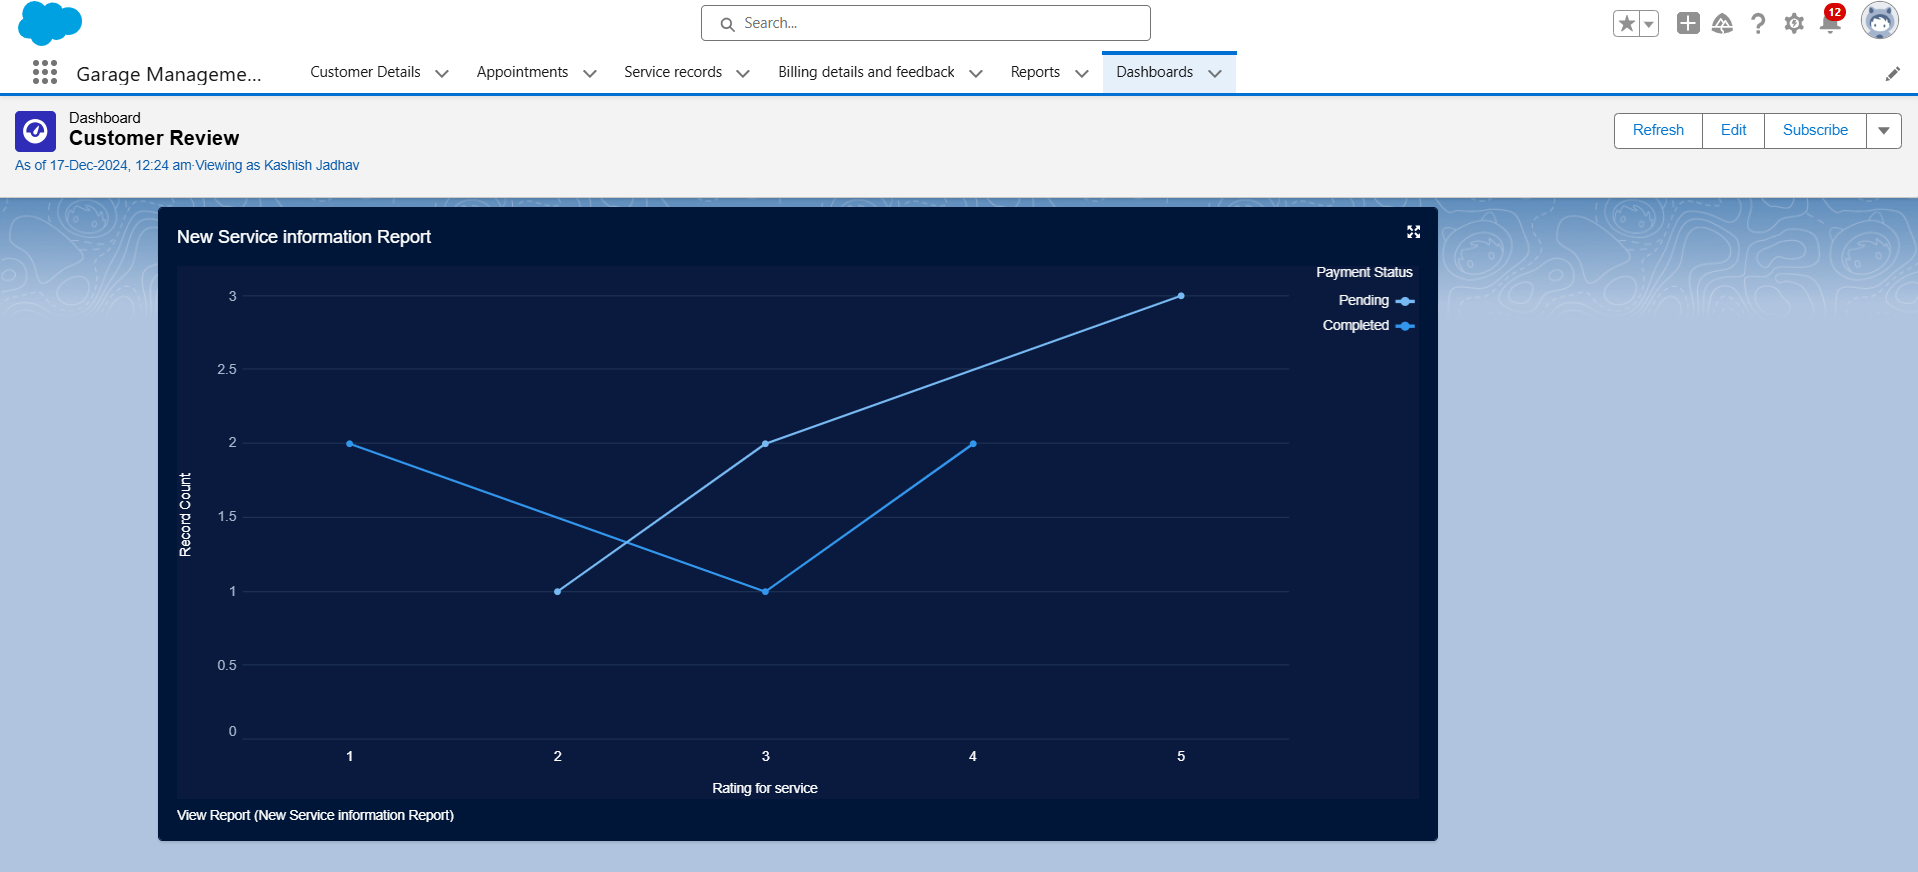 Search...
12
Garage Manageme...
Customer Details
Appointments
Service records
Billing details and feedback
Reports
Dashboards
Dashboard
Customer Review
As of 17-Dec-2024, 12:24 am·Viewing as Kashish Jadhav
Refresh
Edit
Subscribe
New Service information Report
Payment Status
Pending
Completed
3
2.5
2
1.5
1
0.5
0
Record Count
1 2 3 4 5
Rating for service
View Report (New Service information Report)